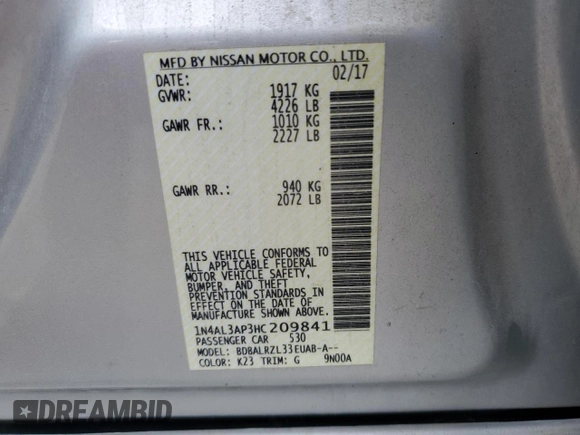 MFD BY NISSAN MOTOR CO., LTD.
DATE: 02/17
GVWR: 1917 KG
4226 LB
GAWR FR.: 1010 KG
2227 LB
GAWR RR.: 940 KG
2072 LB
THIS VEHICLE CONFORMS TO
ALL APPLICABLE FEDERAL
MOTOR VEHICLE SAFETY,
BUMPER, AND THEFT
PREVENTION STANDARDS IN
EFFECT ON THE DATE OF
MANUFACTURE SHOWN ABOVE.
1N4AL3AP3HC209841
PASSENGER CAR 530
MODEL: BDBALRZL33EUAB-A--
COLOR: K23 TRIM: G 9N00A
DREAMBID